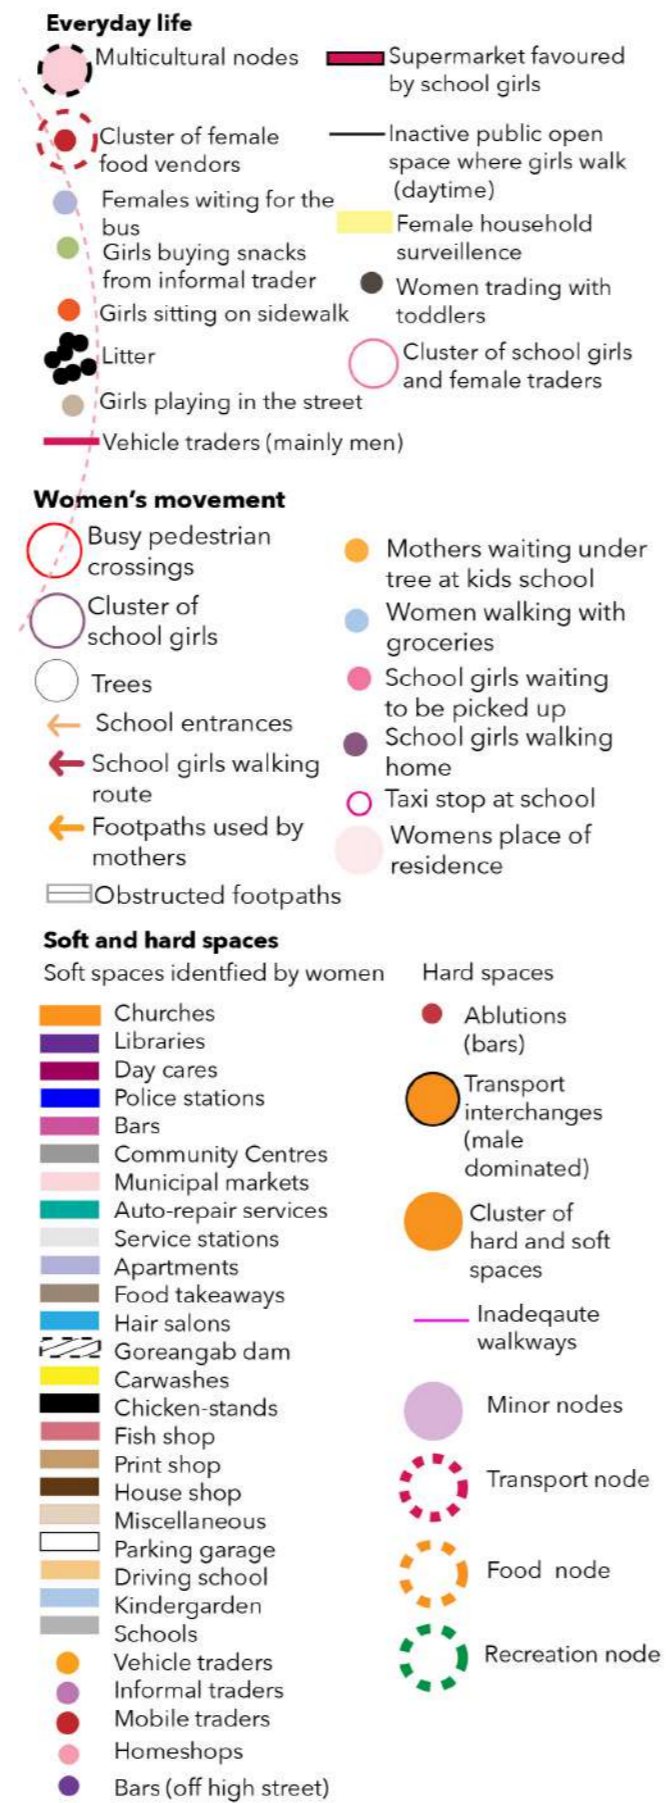 Everyday life
Multicultural nodes
Cluster of female
food vendors
Females witing for the
bus
Girls buying snacks
from informal trader
Girls sitting on sidewalk
Litter
Girls playing in the street
Vehicle traders (mainly men)
Supermarket favoured
by school girls
Inactive public open
space where girls walk
(daytime)
Female household
surveillence
Women trading with
toddlers
Cluster of school girls
and female traders
Women's movement
Busy pedestrian
crossings
Cluster of
school girls
Trees
School entrances
School girls walking
route
Footpaths used by
mothers
Obstructed footpaths
Mothers waiting under
tree at kids school
Women walking with
groceries
School girls waiting
to be picked up
School girls walking
home
Taxi stop at school
Womens place of
residence
Soft and hard spaces
Soft spaces identfied by women
Churches
Libraries
Day cares
Police stations
Bars
Community Centres
Municipal markets
Auto-repair services
Service stations
Apartments
Food takeaways
Hair salons
Goreangab dam
Carwashes
Chicken-stands
Fish shop
Print shop
House shop
Miscellaneous
Parking garage
Driving school
Kindergarden
Schools
Vehicle traders
Informal traders
Mobile traders
Homeshops
Bars (off high street)
Hard spaces
Ablutions
(bars)
Transport
interchanges
(male
dominated)
Cluster of
hard and soft
spaces
Inadeqaute
walkways
Minor nodes
Transport node
Food node
Recreation node